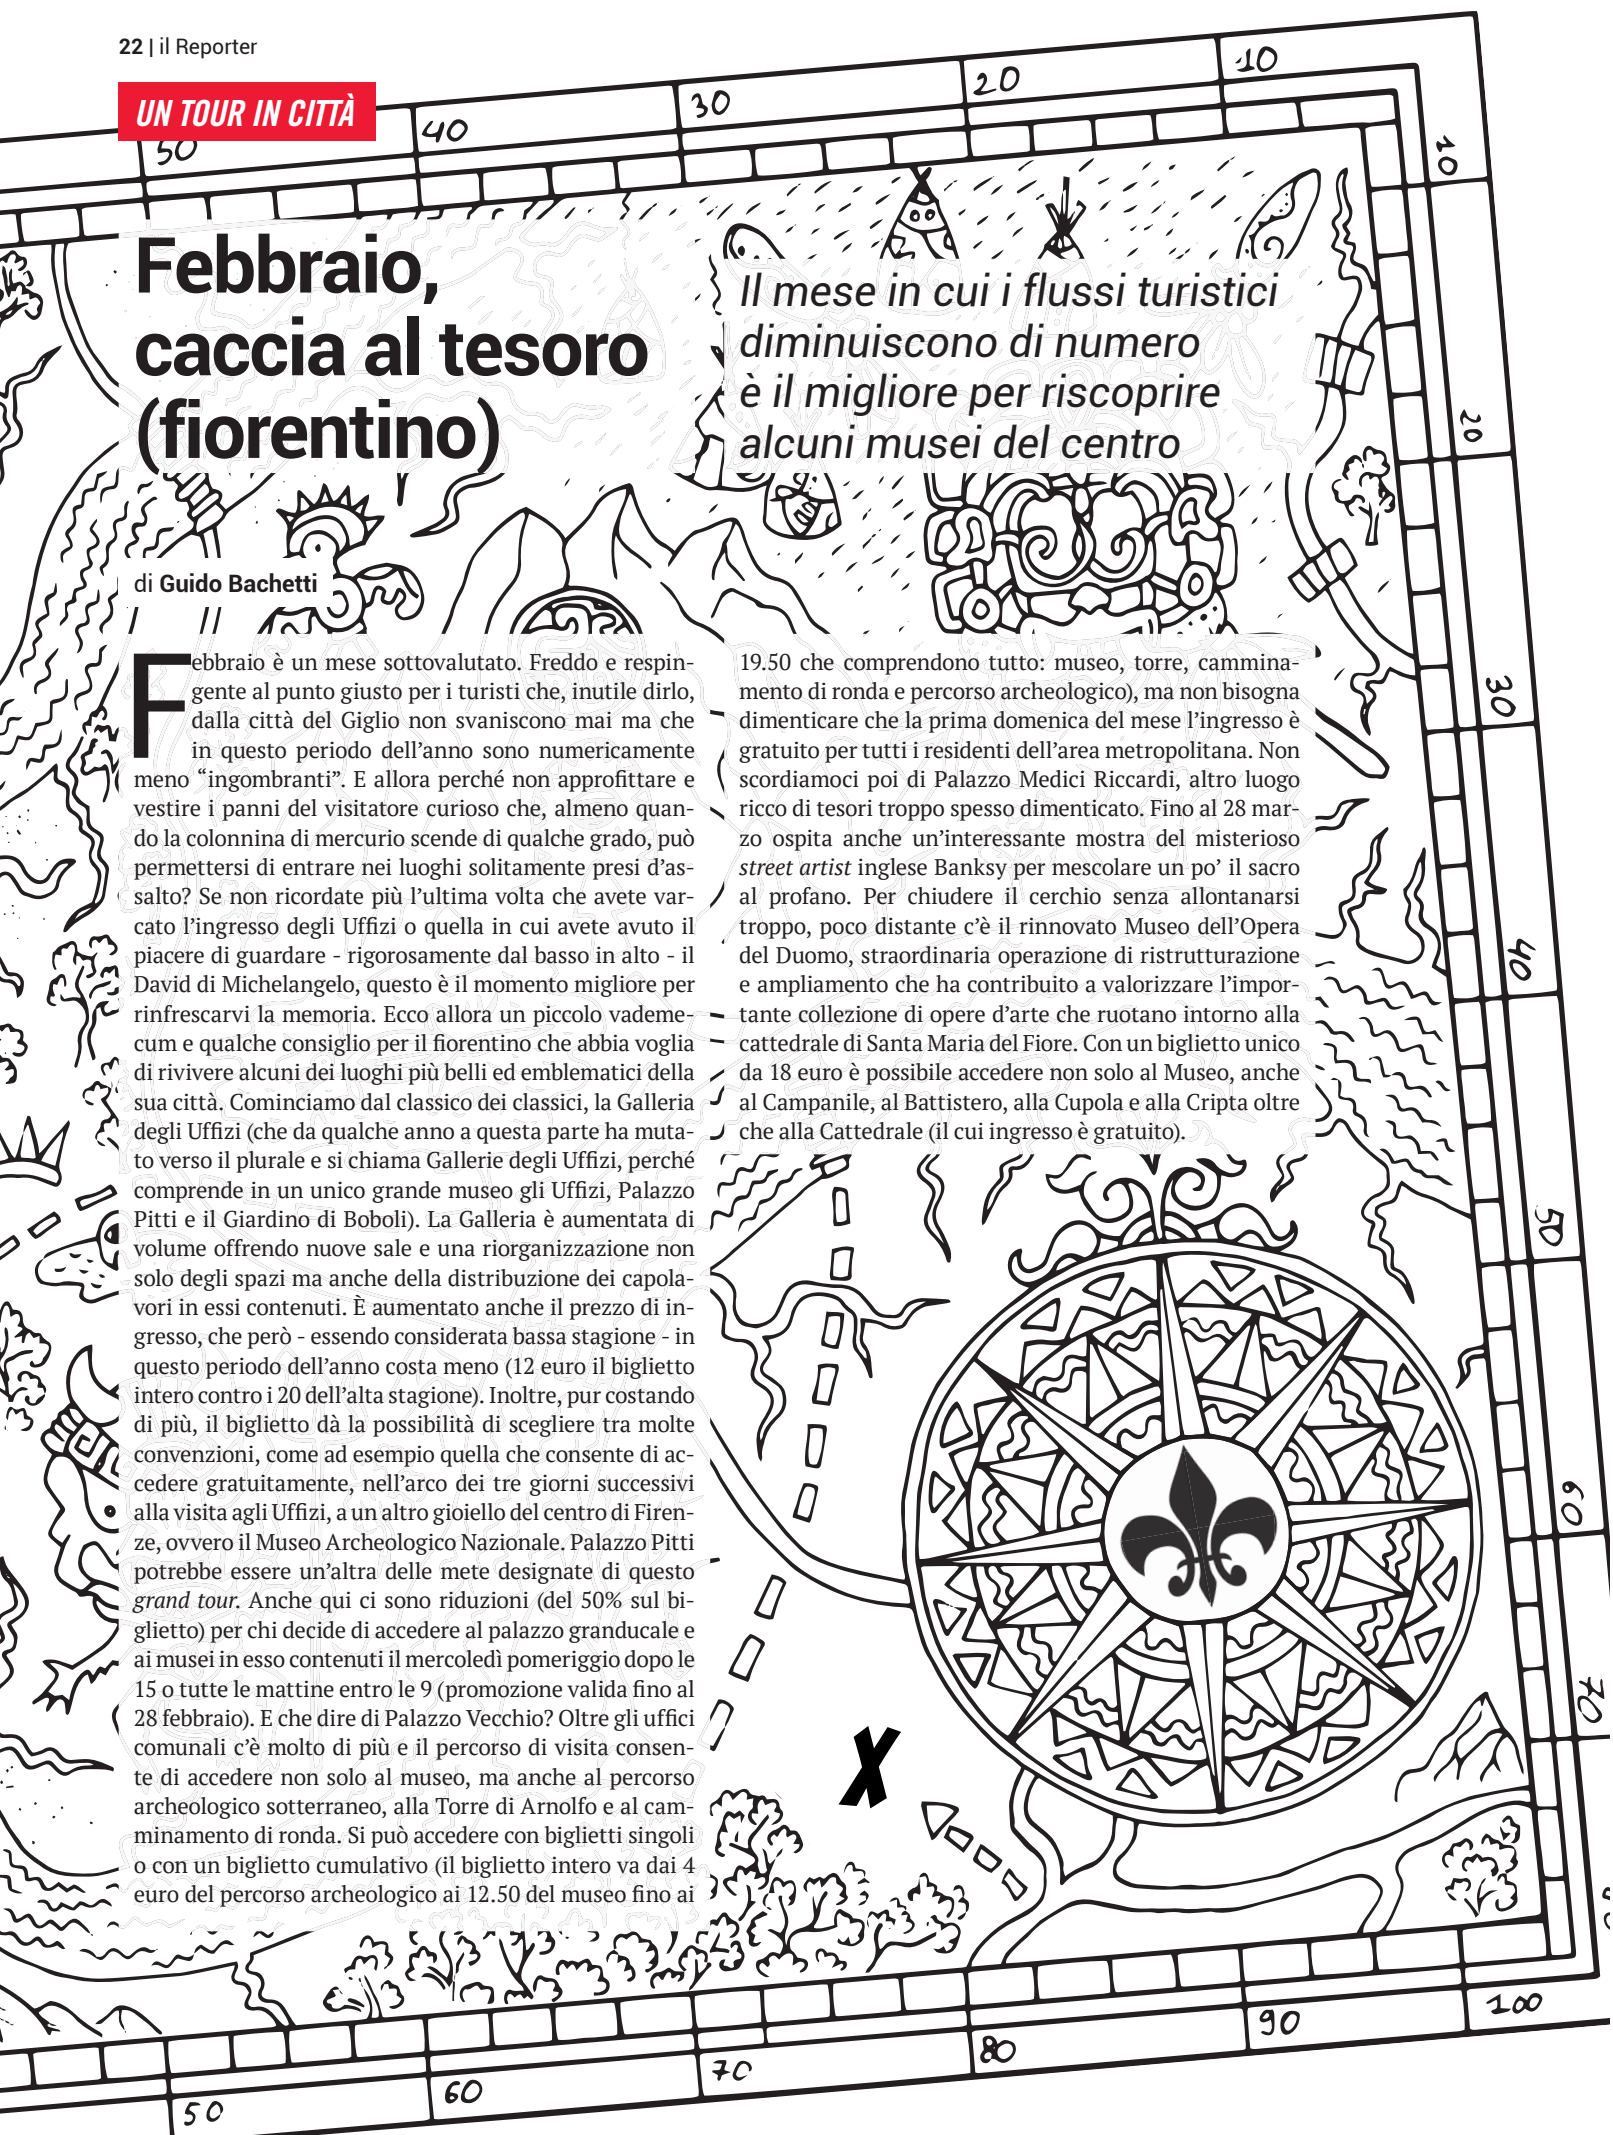 22 | il Reporter
UN TOUR IN CITTÀ
50
40
30
20
10
10
Febbraio,
caccia al tesoro
(fiorentino)
Il mese in cui i flussi turistici
diminuiscono di numero
è il migliore per riscoprire
alcuni musei del centro
20
di Guido Bachetti
Febbraio è un mese sottovalutato. Freddo e respin-
gente al punto giusto per i turisti che, inutile dirlo,
dalla città del Giglio non svaniscono mai ma che
in questo periodo dell’anno sono numericamente
meno “ingombranti”. E allora perché non approfittare e
vestire i panni del visitatore curioso che, almeno quan-
do la colonnina di mercurio scende di qualche grado, può
permettersi di entrare nei luoghi solitamente presi d’as-
salto? Se non ricordate più l’ultima volta che avete var-
cato l’ingresso degli Uffizi o quella in cui avete avuto il
piacere di guardare - rigorosamente dal basso in alto - il
David di Michelangelo, questo è il momento migliore per
rinfrescarvi la memoria. Ecco allora un piccolo vademe-
cum e qualche consiglio per il fiorentino che abbia voglia
di rivivere alcuni dei luoghi più belli ed emblematici della
sua città. Cominciamo dal classico dei classici, la Galleria
degli Uffizi (che da qualche anno a questa parte ha muta-
to verso il plurale e si chiama Gallerie degli Uffizi, perché
comprende in un unico grande museo gli Uffizi, Palazzo
Pitti e il Giardino di Boboli). La Galleria è aumentata di
volume offrendo nuove sale e una riorganizzazione non
solo degli spazi ma anche della distribuzione dei capola-
vori in essi contenuti. È aumentato anche il prezzo di in-
gresso, che però - essendo considerata bassa stagione - in
questo periodo dell’anno costa meno (12 euro il biglietto
intero contro i 20 dell’alta stagione). Inoltre, pur costando
di più, il biglietto dà la possibilità di scegliere tra molte
convenzioni, come ad esempio quella che consente di ac-
cedere gratuitamente, nell’arco dei tre giorni successivi
alla visita agli Uffizi, a un altro gioiello del centro di Firen-
ze, ovvero il Museo Archeologico Nazionale. Palazzo Pitti
potrebbe essere un’altra delle mete designate di questo
grand tour. Anche qui ci sono riduzioni (del 50% sul bi-
glietto) per chi decide di accedere al palazzo granducale e
ai musei in esso contenuti il mercoledì pomeriggio dopo le
15 o tutte le mattine entro le 9 (promozione valida fino al
28 febbraio). E che dire di Palazzo Vecchio? Oltre gli uffici
comunali c’è molto di più e il percorso di visita consen-
te di accedere non solo al museo, ma anche al percorso
archeologico sotterraneo, alla Torre di Arnolfo e al cam-
minamento di ronda. Si può accedere con biglietti singoli
o con un biglietto cumulativo (il biglietto intero va dai 4
euro del percorso archeologico ai 12.50 del museo fino ai
19.50 che comprendono tutto: museo, torre, cammina-
mento di ronda e percorso archeologico), ma non bisogna
dimenticare che la prima domenica del mese l’ingresso è
gratuito per tutti i residenti dell’area metropolitana. Non
scordiamoci poi di Palazzo Medici Riccardi, altro luogo
ricco di tesori troppo spesso dimenticato. Fino al 28 mar-
zo ospita anche un’interessante mostra del misterioso
street artist inglese Banksy per mescolare un po’ il sacro
al profano. Per chiudere il cerchio senza allontanarsi
troppo, poco distante c’è il rinnovato Museo dell’Opera
del Duomo, straordinaria operazione di ristrutturazione
e ampliamento che ha contribuito a valorizzare l’impor-
tante collezione di opere d’arte che ruotano intorno alla
cattedrale di Santa Maria del Fiore. Con un biglietto unico
da 18 euro è possibile accedere non solo al Museo, anche
al Campanile, al Battistero, alla Cupola e alla Cripta oltre
che alla Cattedrale (il cui ingresso è gratuito).
30
40
50
60
70
X
50
60
70
80
90
100